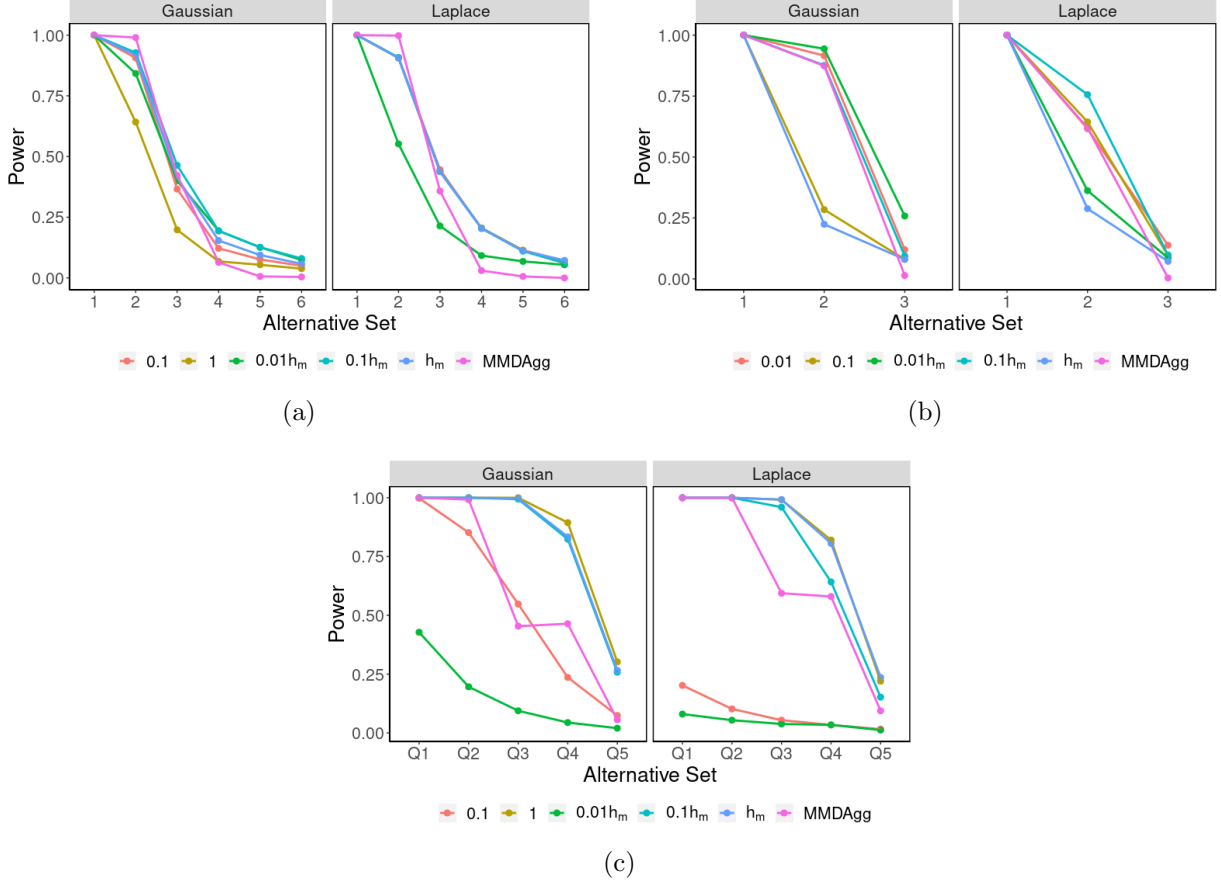 Gaussian Laplace
Power
1.00
0.75
0.50
0.25
0.00
1 2 3 4 5 6 1 2 3 4 5 6
Alternative Set
0.1 1 0.01hm 0.1hm hm MMDAgg
(a)
Gaussian Laplace
Power
1.00
0.75
0.50
0.25
0.00
1 2 3 1 2 3
Alternative Set
0.01 0.1 0.01hm 0.1hm hm MMDAgg
(b)
Gaussian Laplace
Power
1.00
0.75
0.50
0.25
0.00
Q1 Q2 Q3 Q4 Q5 Q1 Q2 Q3 Q4 Q5
Alternative Set
0.1 1 0.01hm 0.1hm hm MMDAgg
(c)